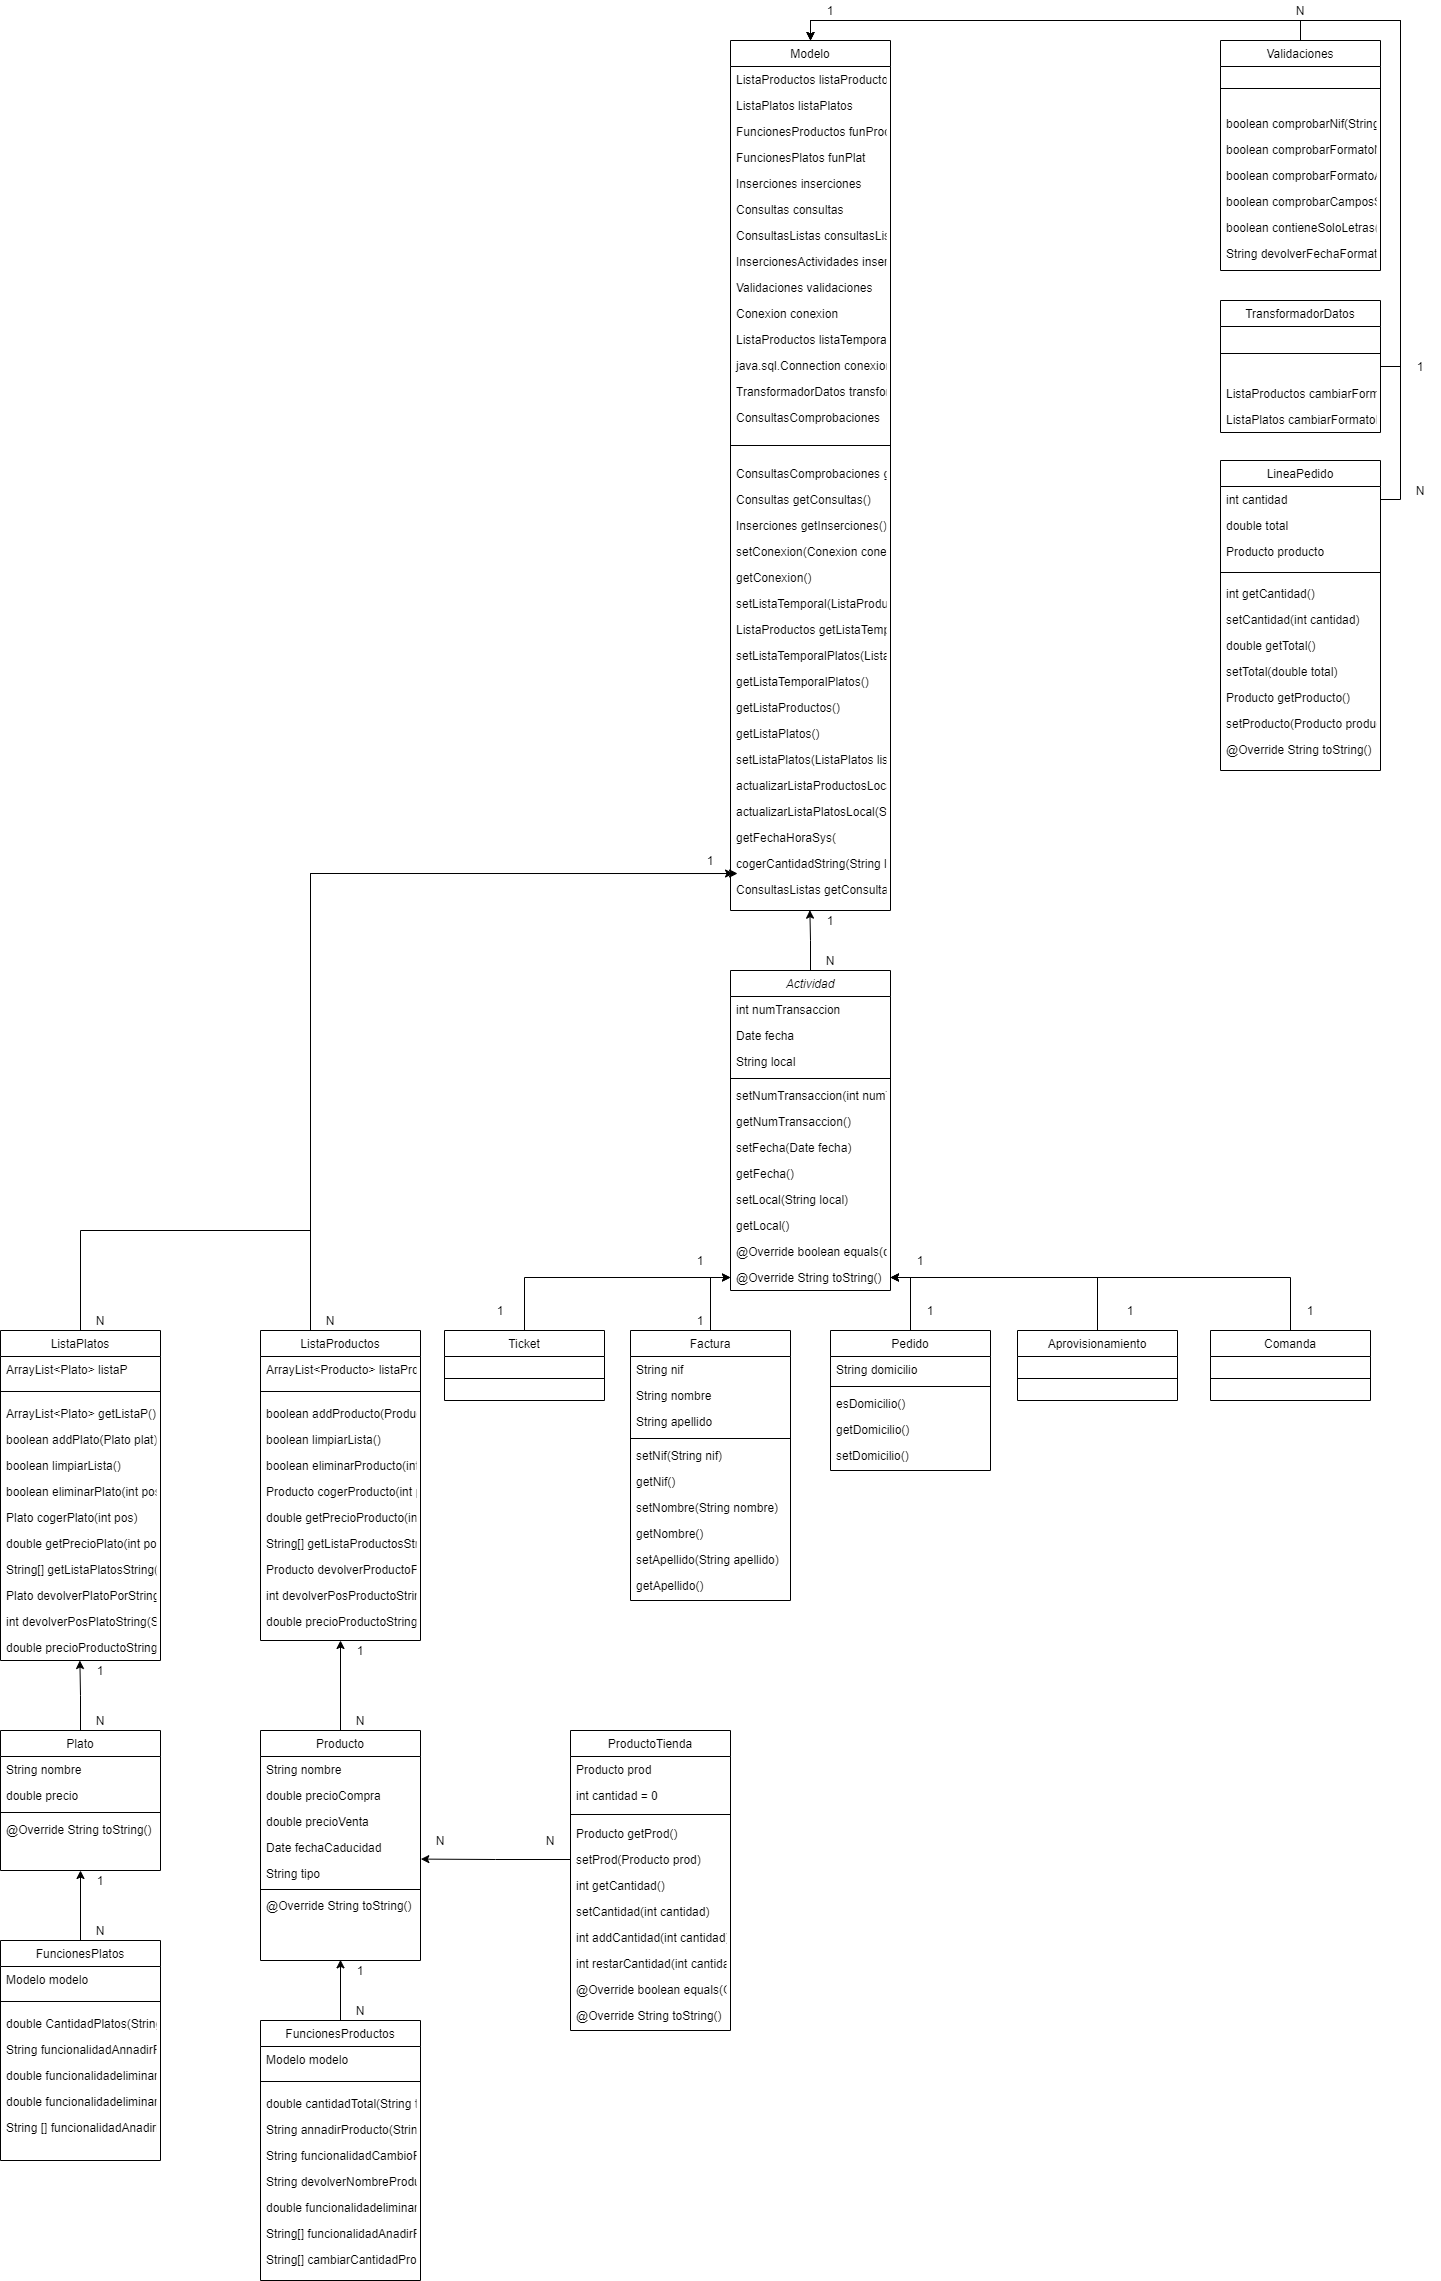 1
N
Modelo
ListaProductos listaProducto
ListaPlatos listaPlatos
FuncionesProductos funProd
FuncionesPlatos funPlat
Inserciones inserciones
Consultas consultas
ConsultasListas consultasLis
InsercionesActividades inser
Validaciones validaciones
Conexion conexion
ListaProductos listaTempora
java.sql.Connection conexio
TransformadorDatos transfo
ConsultasComprobaciones
ConsultasComprobaciones g
Consultas getConsultas()
Inserciones getInserciones()
setConexion(Conexion cone
getConexion()
setListaTemporal(ListaProdu
ListaProductos getListaTemp
setListaTemporalPlatos(Lista
getListaTemporalPlatos()
getListaProductos()
getListaPlatos()
setListaPlatos(ListaPlatos lis
actualizarListaProductosLoc
actualizarListaPlatosLocal(S
getFechaHoraSys(
cogerCantidadString(String l
ConsultasListas getConsulta
Validaciones
boolean comprobarNif(String
boolean comprobarFormato
boolean comprobarFormatoA
boolean comprobarCamposS
boolean contieneSoloLetras(
String devolverFechaFormat
TransformadorDatos
ListaProductos cambiarForm
ListaPlatos cambiarFormato
1
LineaPedido
int cantidad
double total
Producto producto
int getCantidad()
setCantidad(int cantidad)
double getTotal()
setTotal(double total)
Producto getProducto()
setProducto(Producto produ
@Override String toString()
N
1
1
N
Actividad
int numTransaccion
Date fecha
String local
setNumTransaccion(int num
getNumTransaccion()
setFecha(Date fecha)
getFecha()
setLocal(String local)
getLocal()
@Override boolean equals(o
@Override String toString()
1
1
N
N
1
1
1
1
1
ListaPlatos
ArrayList<Plato> listaP
ArrayList<Plato> getListaP()
boolean addPlato(Plato plat)
boolean limpiarLista()
boolean eliminarPlato(int pos
Plato cogerPlato(int pos)
double getPrecioPlato(int po
String[] getListaPlatosString(
Plato devolverPlatoPorString
int devolverPosPlatoString(S
double precioProductoString
ListaProductos
ArrayList<Producto> listaPro
boolean addProducto(Produ
boolean limpiarLista()
boolean eliminarProducto(int
Producto cogerProducto(int
double getPrecioProducto(in
String[] getListaProductosStr
Producto devolverProductoP
int devolverPosProductoStrin
double precioProductoString
Ticket
Factura
String nif
String nombre
String apellido
setNif(String nif)
getNif()
setNombre(String nombre)
getNombre()
setApellido(String apellido)
getApellido()
Pedido
String domicilio
esDomicilio()
getDomicilio()
setDomicilio()
Aprovisionamiento
Comanda
1
N
1
N
Plato
String nombre
double precio
@Override String toString()
Producto
String nombre
double precioCompra
double precioVenta
Date fechaCaducidad
String tipo
@Override String toString()
N
N
ProductoTienda
Producto prod
int cantidad = 0
Producto getProd()
setProd(Producto prod)
int getCantidad()
setCantidad(int cantidad)
int addCantidad(int cantidad
int restarCantidad(int cantida
@Override boolean equals(O
@Override String toString()
1
N
1
N
FuncionesPlatos
Modelo modelo
double CantidadPlatos(Strin
String funcionalidadAnnadirP
double funcionalidadeliminar
double funcionalidadeliminar
String [] funcionalidadAnadir
FuncionesProductos
Modelo modelo
double cantidadTotal(String
String annadirProducto(Strin
String funcionalidadCambioP
String devolverNombreProdu
double funcionalidadeliminar
String[] funcionalidadAnadirP
String[] cambiarCantidadPro